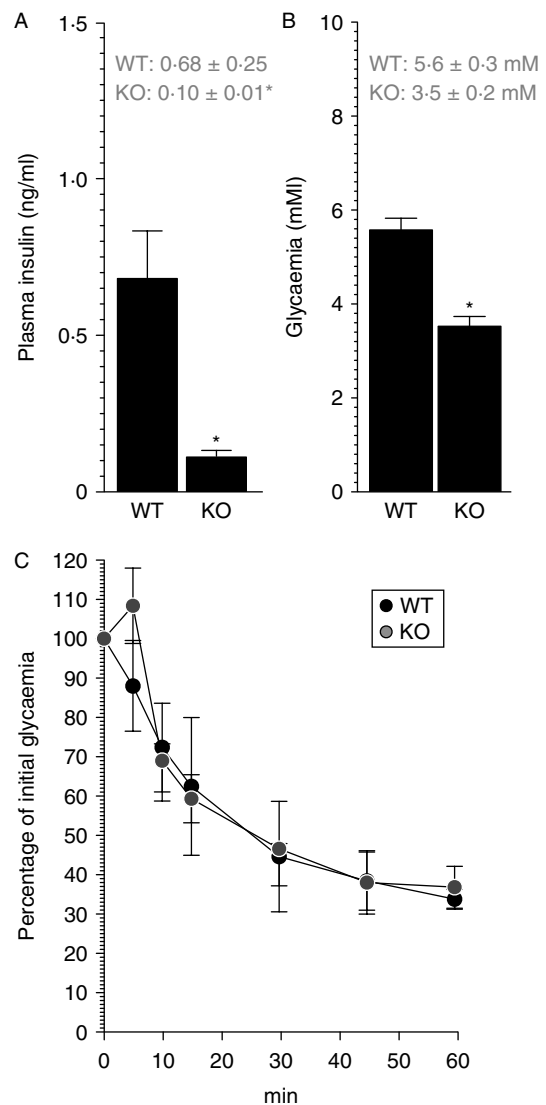 A
Plasma insulin (ng/ml)
1·5
1·0
0·5
0
WT: 0·68 ± 0·25
KO: 0·10 ± 0·01*
*
WT KO
B
Glycaemia (mMl)
10
8
6
4
2
0
WT: 5·6 ± 0·3 mM
KO: 3·5 ± 0·2 mM
*
WT KO
C
Percentage of initial glycaemia
120
110
100
90
80
70
60
50
40
30
20
10
0
WT
KO
0 10 20 30 40 50 60
min